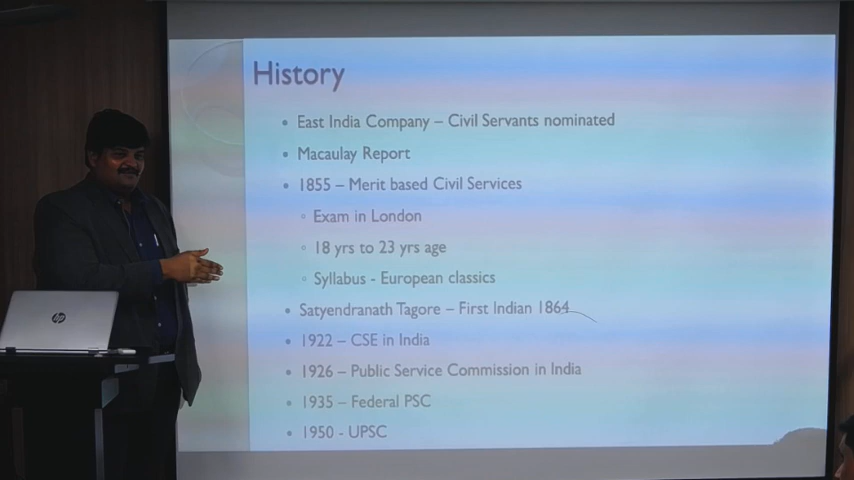 History
• East India Company – Civil Servants nominated
• Macaulay Report
• 1855 – Merit based Civil Services
◦ Exam in London
◦ 18 yrs to 23 yrs age
◦ Syllabus - European classics
• Satyendranath Tagore – First Indian 1864
• 1922 – CSE in India
• 1926 – Public Service Commission in India
• 1935 – Federal PSC
• 1950 - UPSC
hp